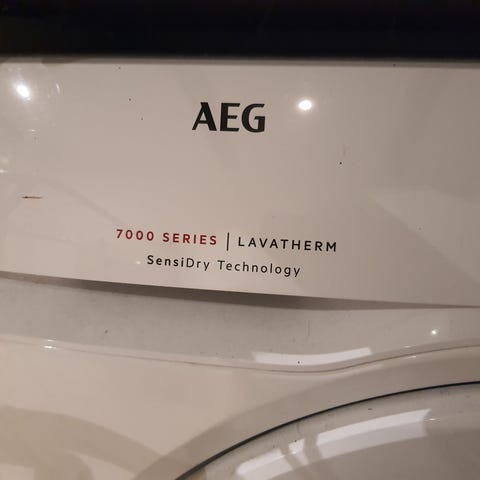 AEG
7000 SERIES | LAVATHERM
SensiDry Technology